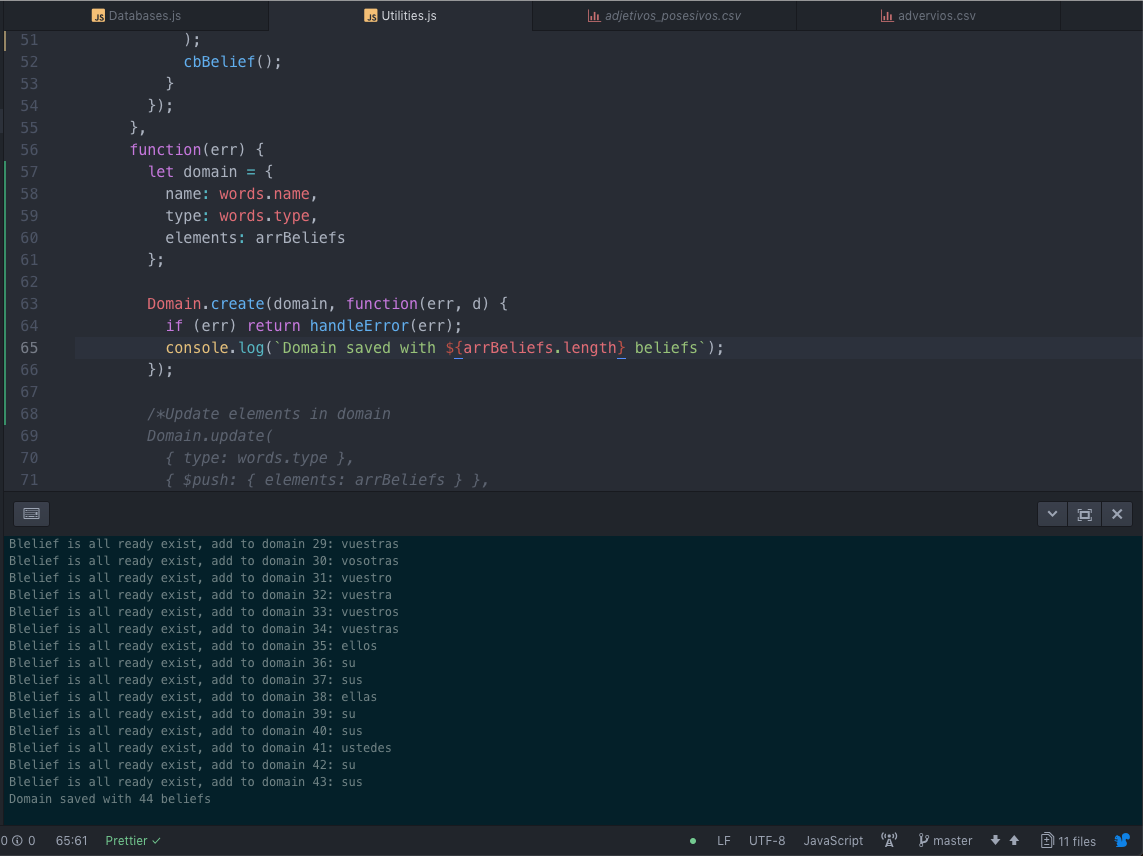 JS Databases.js
JS Utilities.js
adjetivos_posesivos.csv
advervios.csv
51 );
52 cbBelief();
53 }
54 });
55 },
56 function(err) {
57 let domain = {
58 name: words.name,
59 type: words.type,
60 elements: arrBeliefs
61 };
62
63 Domain.create(domain, function(err, d) {
64 if (err) return handleError(err);
65 console.log(`Domain saved with ${arrBeliefs.length} beliefs`);
66 });
67
68 /*Update elements in domain
69 Domain.update(
70 { type: words.type },
71 { $push: { elements: arrBeliefs } },
Blelief is all ready exist, add to domain 29: vuestras
Blelief is all ready exist, add to domain 30: vosotras
Blelief is all ready exist, add to domain 31: vuestro
Blelief is all ready exist, add to domain 32: vuestra
Blelief is all ready exist, add to domain 33: vuestros
Blelief is all ready exist, add to domain 34: vuestras
Blelief is all ready exist, add to domain 35: ellos
Blelief is all ready exist, add to domain 36: su
Blelief is all ready exist, add to domain 37: sus
Blelief is all ready exist, add to domain 38: ellas
Blelief is all ready exist, add to domain 39: su
Blelief is all ready exist, add to domain 40: sus
Blelief is all ready exist, add to domain 41: ustedes
Blelief is all ready exist, add to domain 42: su
Blelief is all ready exist, add to domain 43: sus
Domain saved with 44 beliefs
0 0 65:61 Prettier ✓ LF UTF-8 JavaScript master 11 files